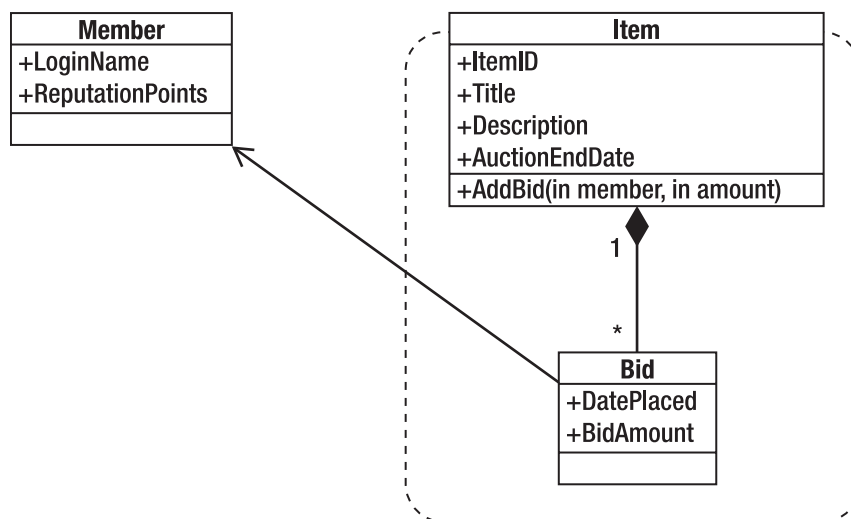 Member
+LoginName
+ReputationPoints
Item
+ItemID
+Title
+Description
+AuctionEndDate
+AddBid(in member, in amount)
1
*
Bid
+DatePlaced
+BidAmount